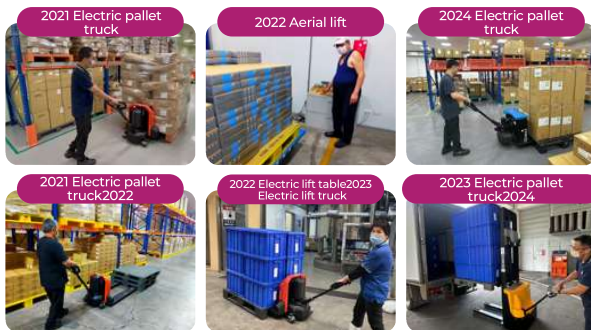 2021 Electric pallet
truck
2022 Aerial lift
2024 Electric pallet
truck
2021 Electric pallet
truck2022
2022 Electric lift table2023
Electric lift truck
2023 Electric pallet
truck2024